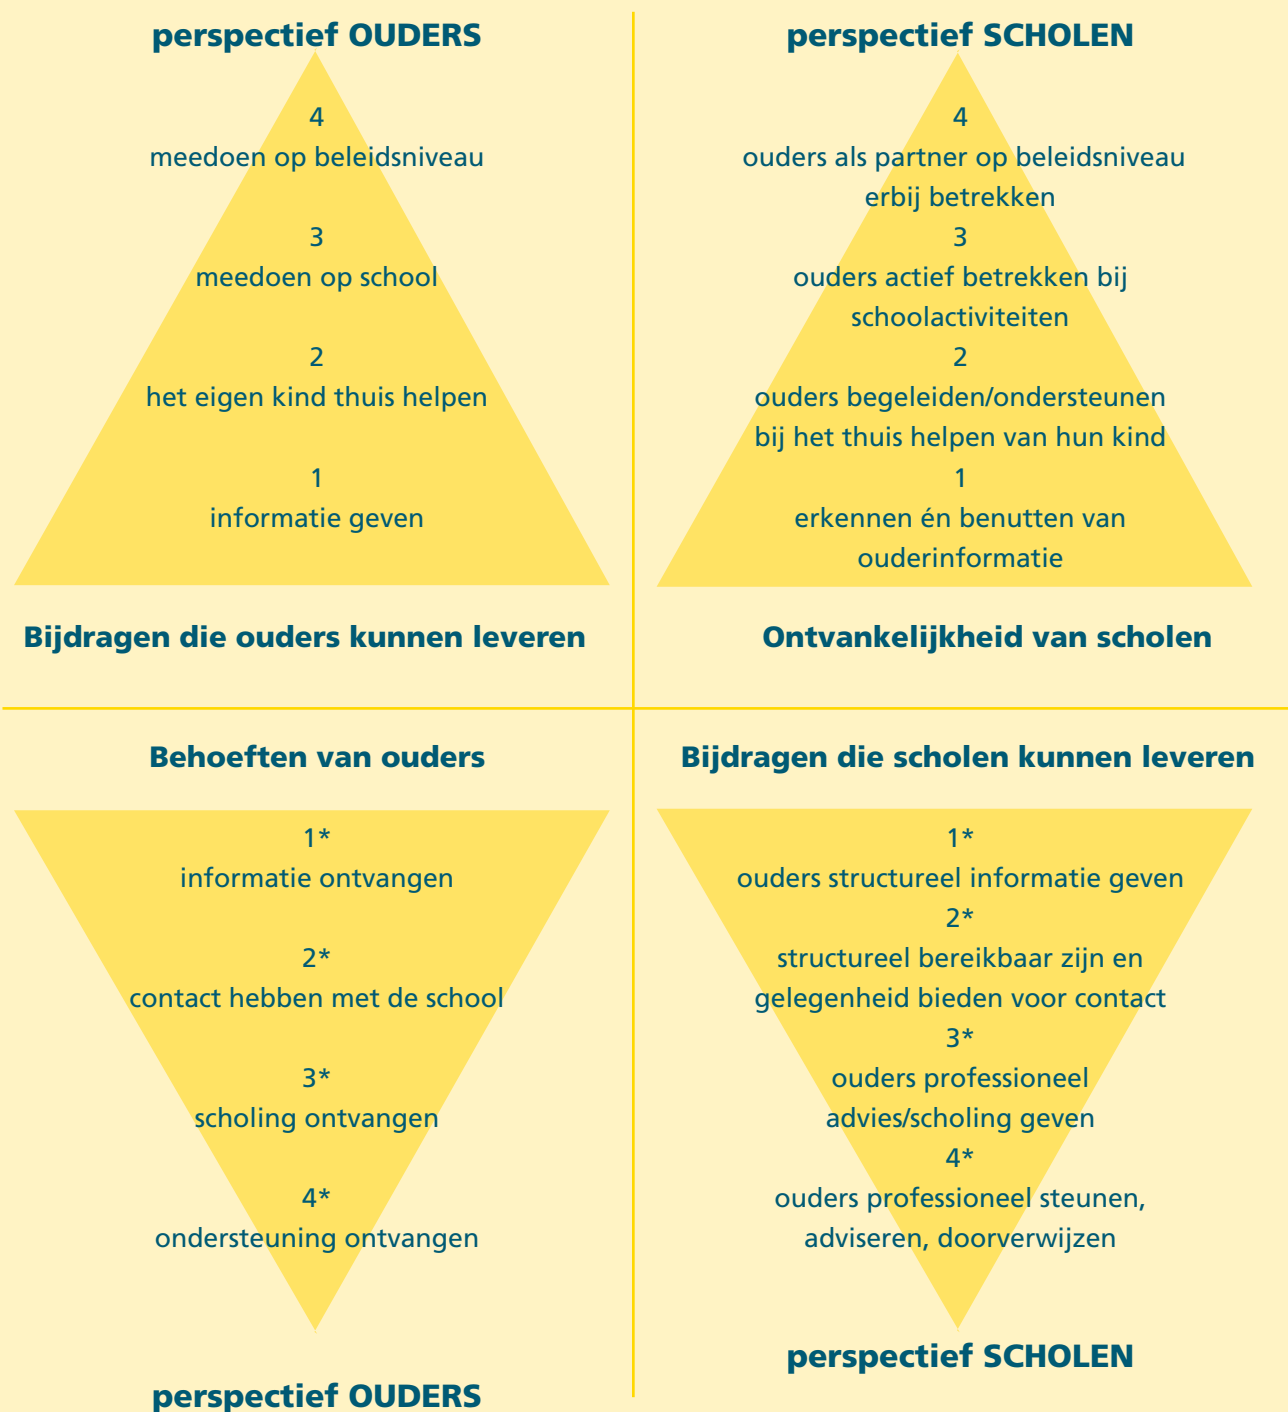 perspectief OUDERS
4
meedoen op beleidsniveau
3
meedoen op school
2
het eigen kind thuis helpen
1
informatie geven
Bijdragen die ouders kunnen leveren
perspectief SCHOLEN
4
ouders als partner op beleidsniveau
erbij betrekken
3
ouders actief betrekken bij
schoolactiviteiten
2
ouders begeleiden/ondersteunen
bij het thuis helpen van hun kind
1
erkennen én benutten van
ouderinformatie
Ontvankelijkheid van scholen
Behoeften van ouders
1*
informatie ontvangen
2*
contact hebben met de school
3*
scholing ontvangen
4*
ondersteuning ontvangen
perspectief OUDERS
Bijdragen die scholen kunnen leveren
1*
ouders structureel informatie geven
2*
structureel bereikbaar zijn en
gelegenheid bieden voor contact
3*
ouders professioneel
advies/scholing geven
4*
ouders professioneel steunen,
adviseren, doorverwijzen
perspectief SCHOLEN